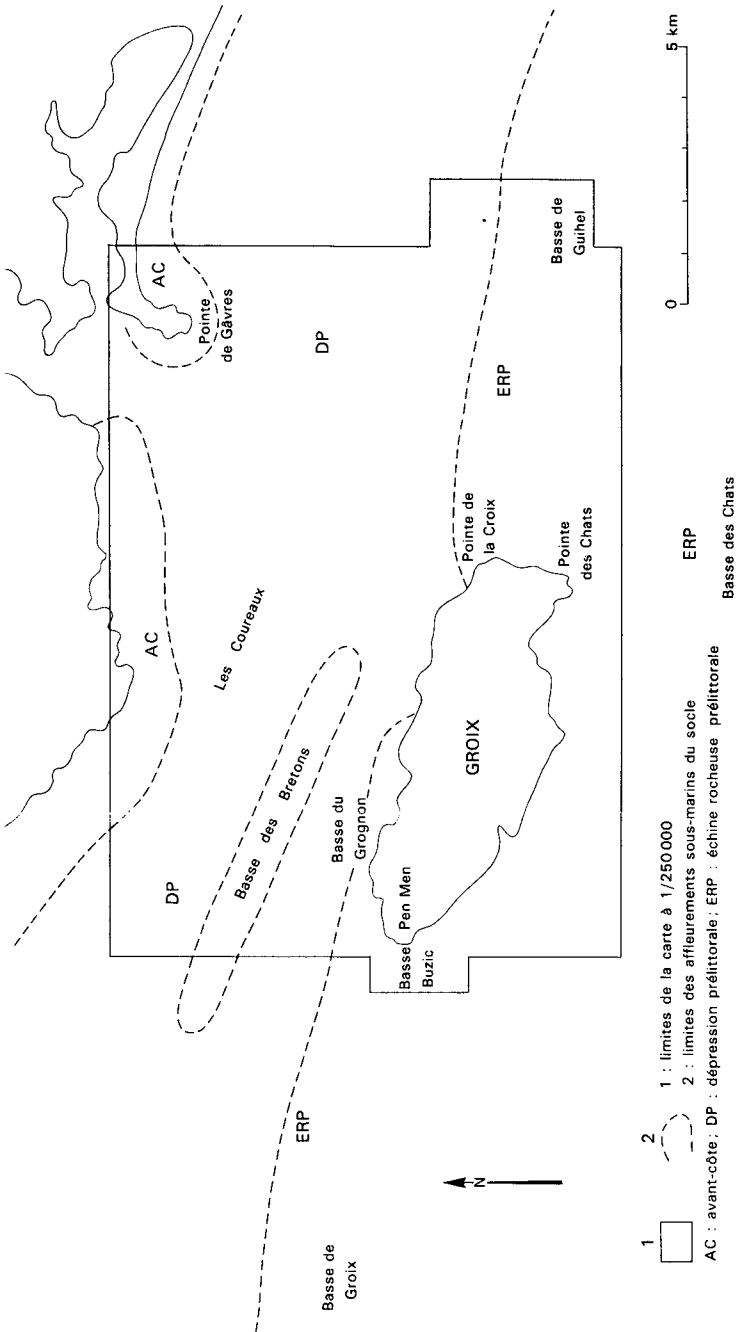 AC
AC
Pointe
de Gâvres
DP
Les Coureaux
DP
Basse des Bretons
Basse du
Grognon
Pointe de
la Croix
ERP
Basse de
Guihel
Pen Men
Basse
Buzic
GROIX
Pointe
des Chats
ERP
Basse de
Groix
ERP
Basse des Chats
N
0
5 km
1
2
1 : limites de la carte à 1/250 000
2 : limites des affleurements sous-marins du socle
AC : avant-côte; DP : dépression prélittorale; ERP : échine rocheuse prélittorale